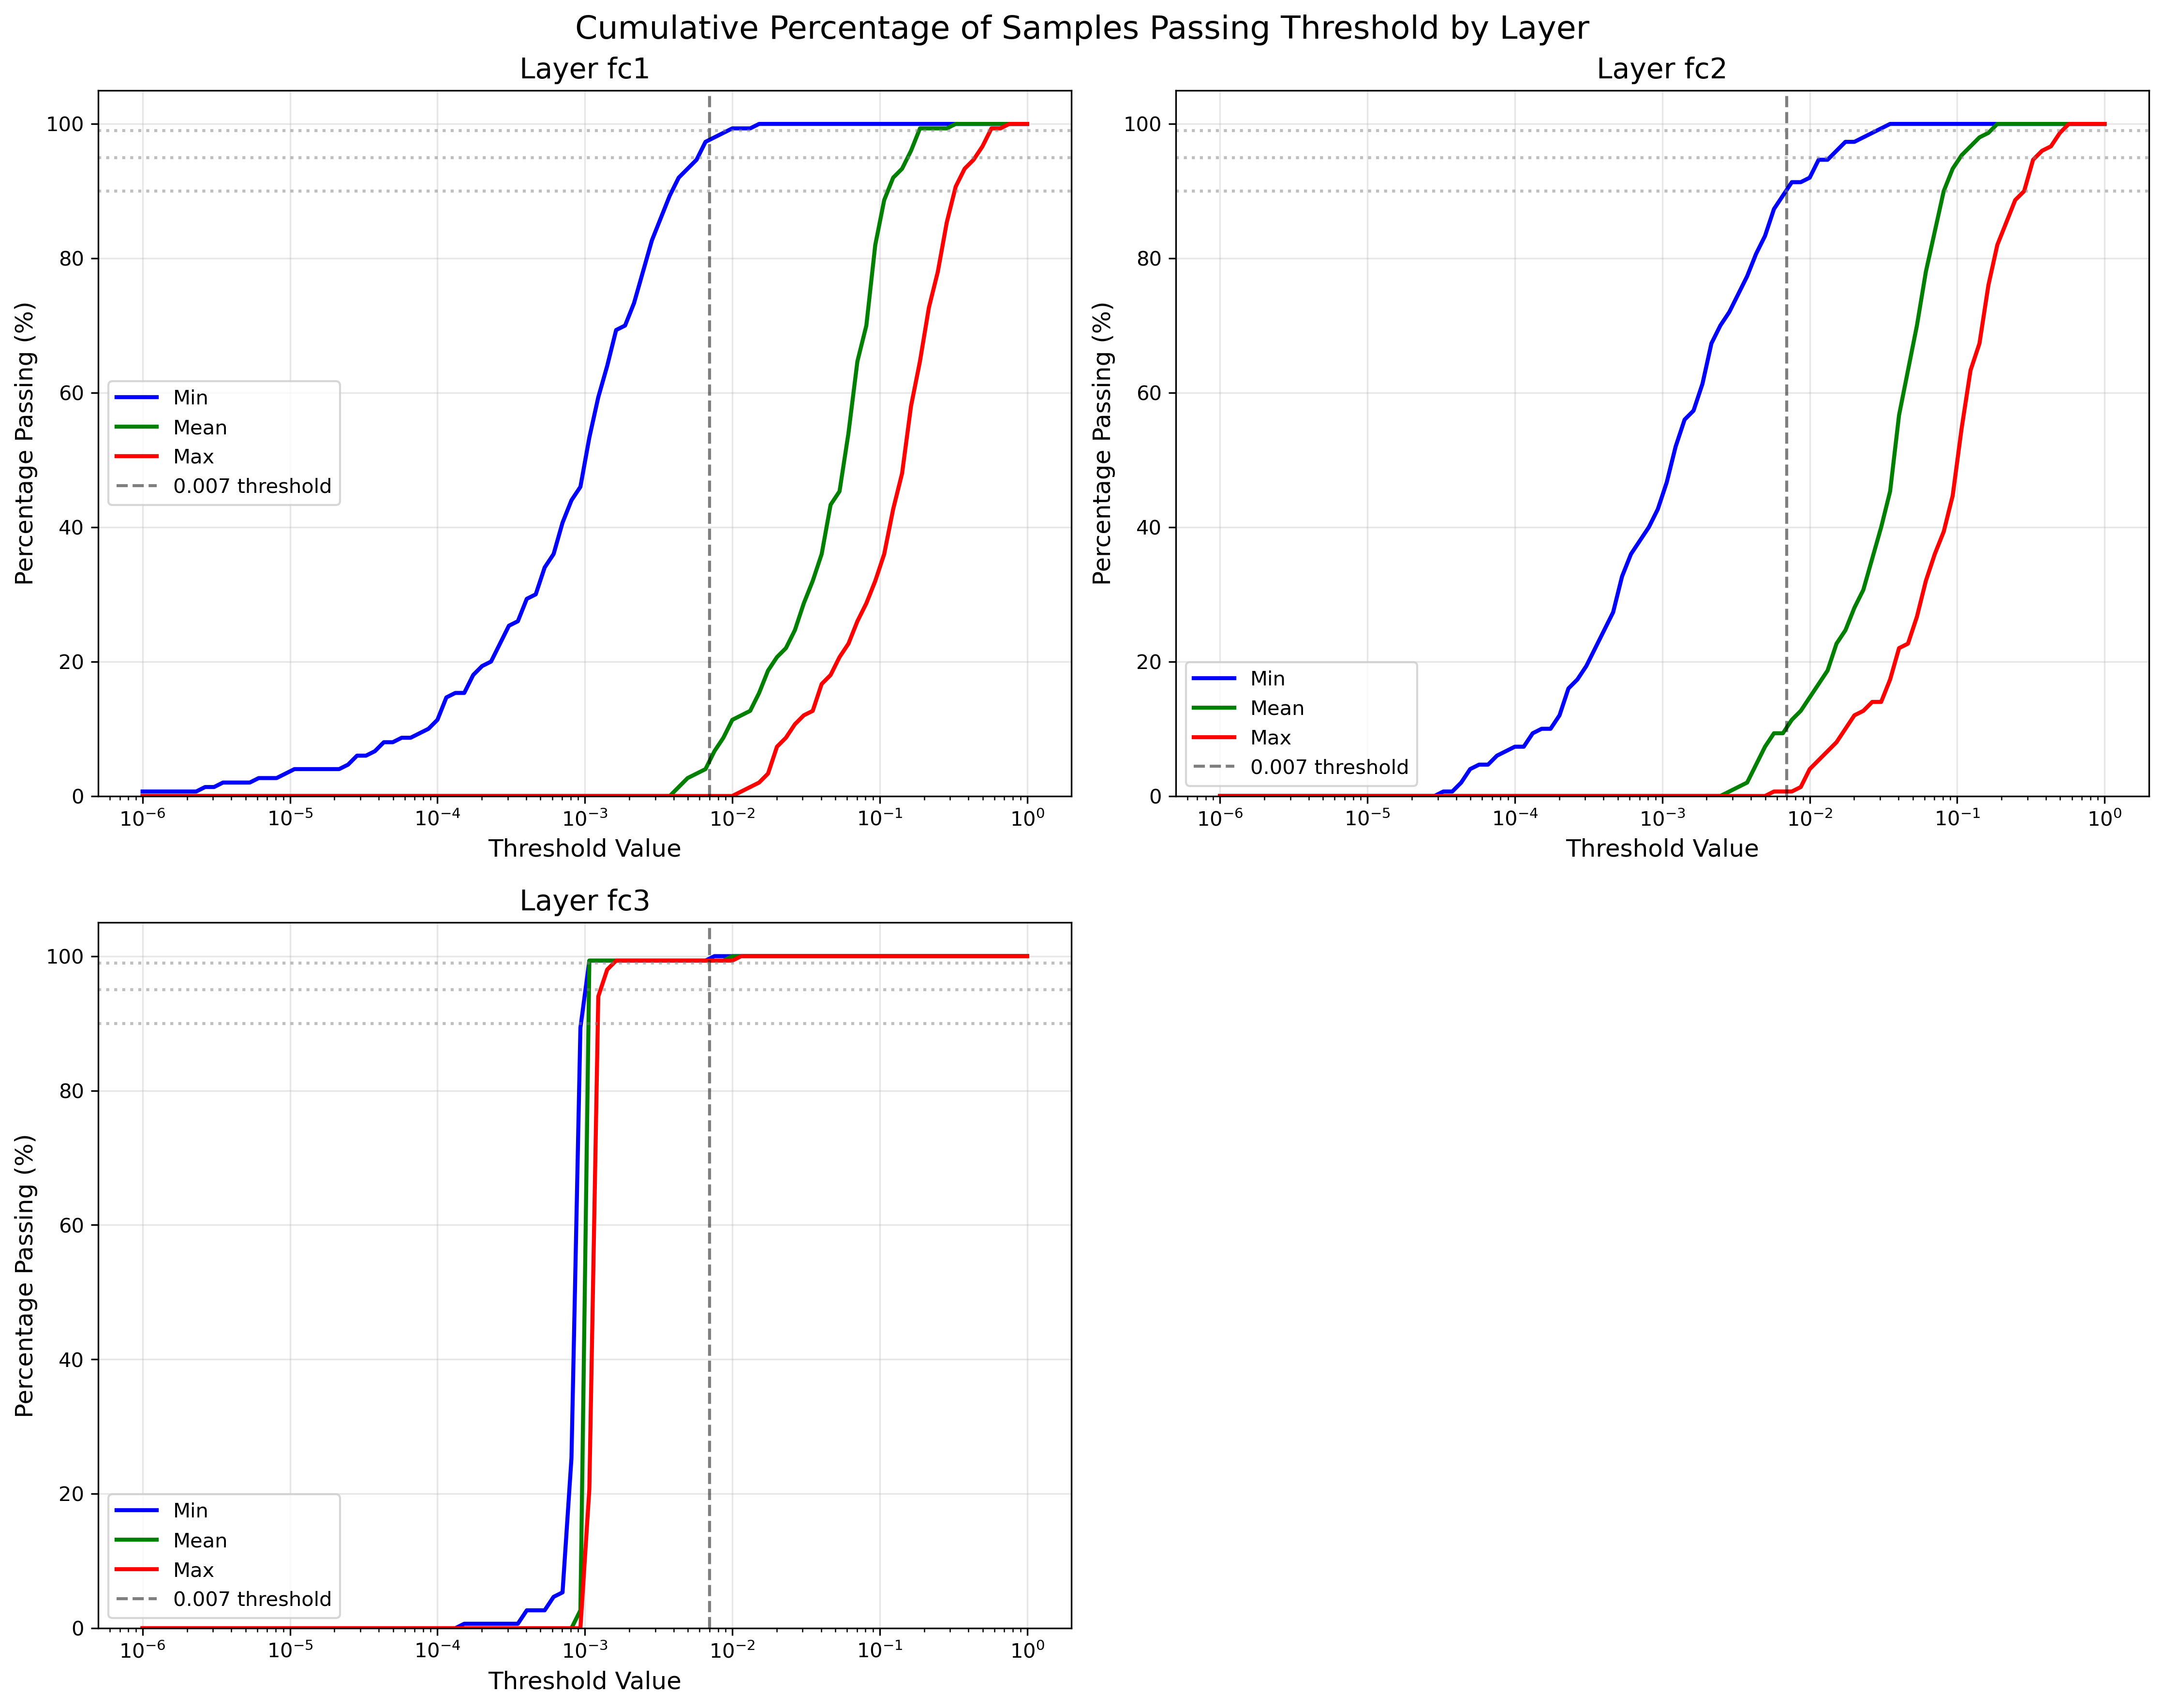 Cumulative Percentage of Samples Passing Threshold by Layer
Layer fc1
100
80
60
40
20
0
Percentage Passing (%)
Min
Mean
Max
0.007 threshold
10⁻⁶ 10⁻⁵ 10⁻⁴ 10⁻³ 10⁻² 10⁻¹ 10⁰
Threshold Value
Layer fc2
100
80
60
40
20
0
Percentage Passing (%)
Min
Mean
Max
0.007 threshold
10⁻⁶ 10⁻⁵ 10⁻⁴ 10⁻³ 10⁻² 10⁻¹ 10⁰
Threshold Value
Layer fc3
100
80
60
40
20
0
Percentage Passing (%)
Min
Mean
Max
0.007 threshold
10⁻⁶ 10⁻⁵ 10⁻⁴ 10⁻³ 10⁻² 10⁻¹ 10⁰
Threshold Value